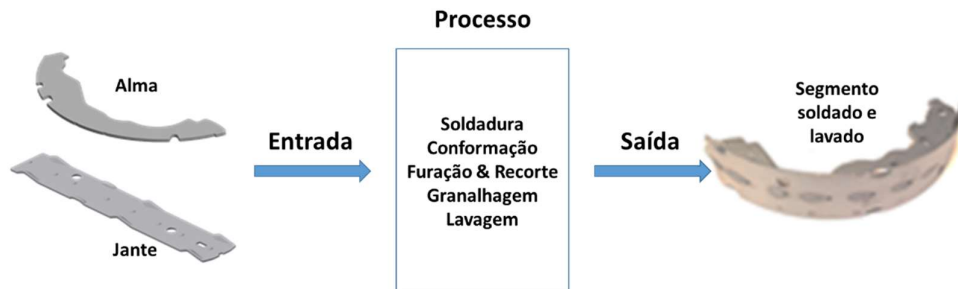 Processo
Alma
Jante
Entrada
Soldadura
Conformação
Furação & Recorte
Granalhagem
Lavagem
Saída
Segmento
soldado e
lavado